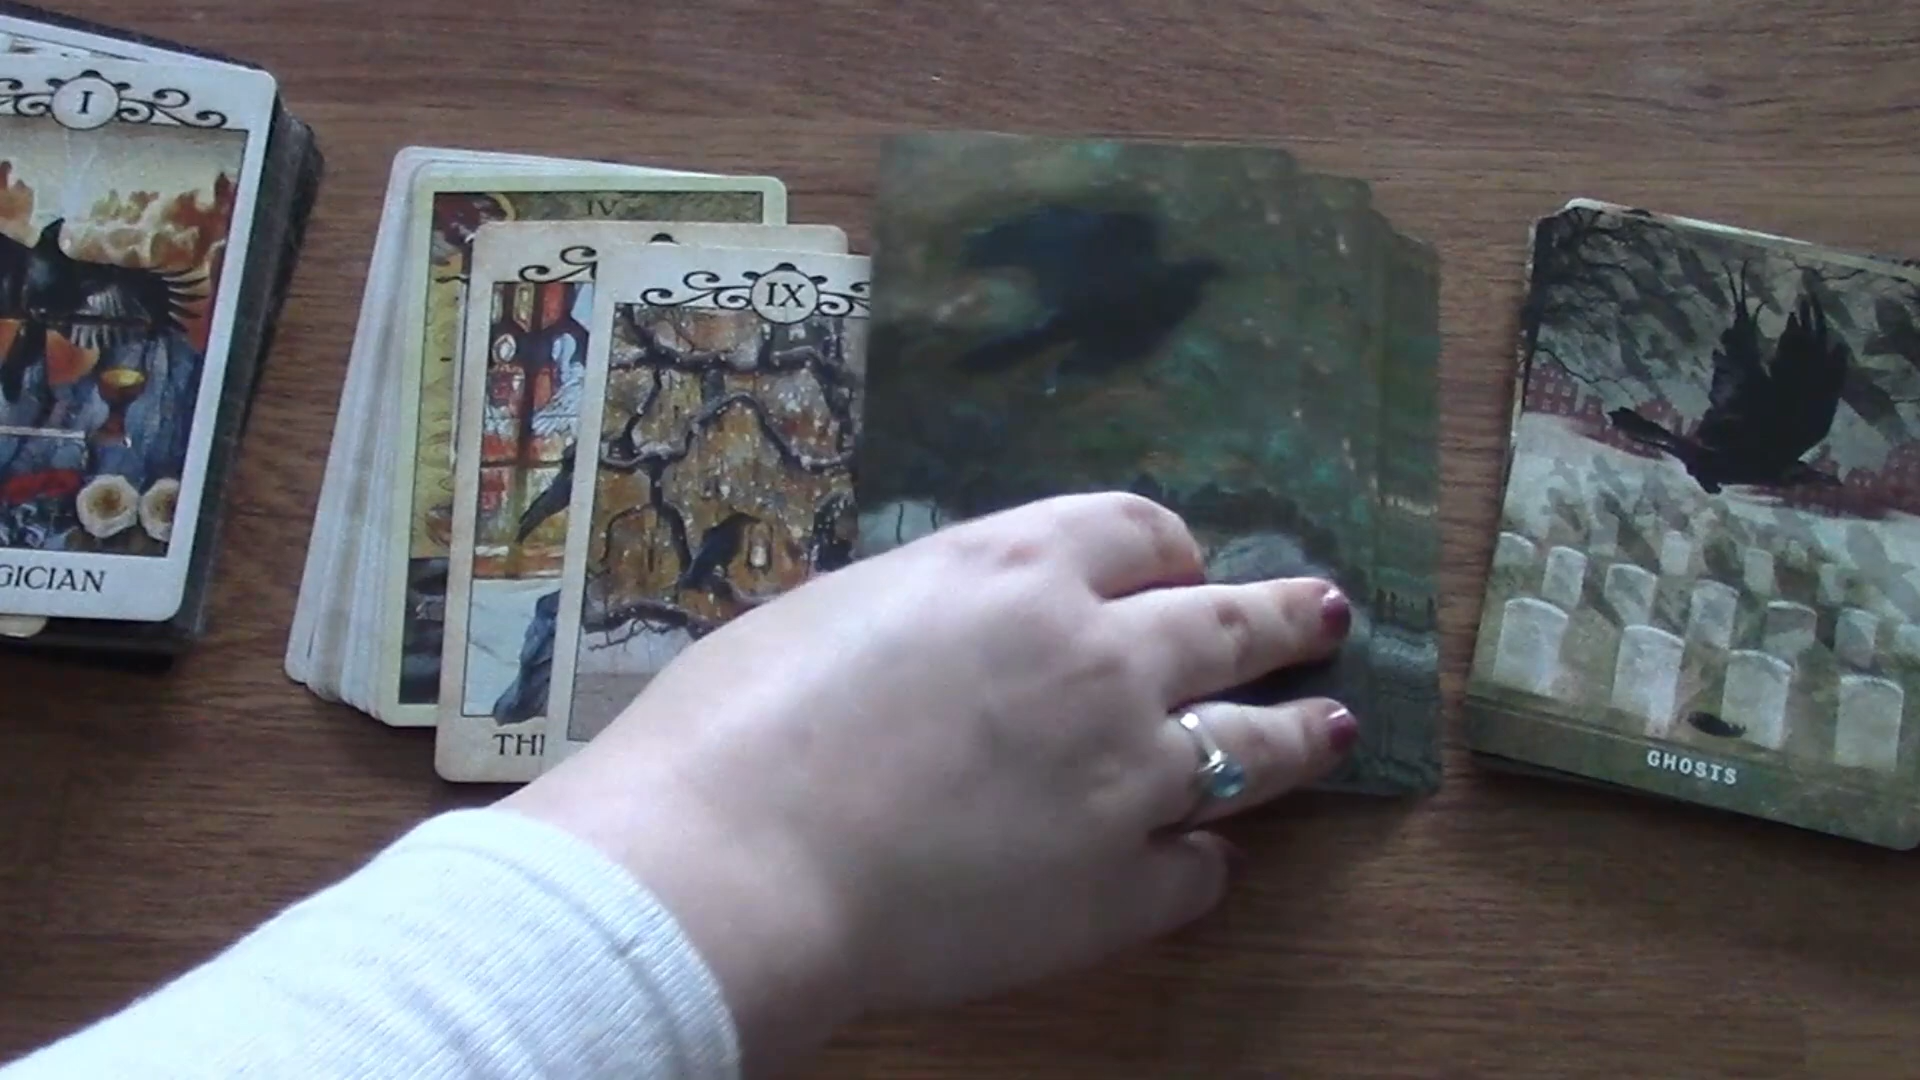 I
GICIAN
IV
THE
IX
GHOSTS